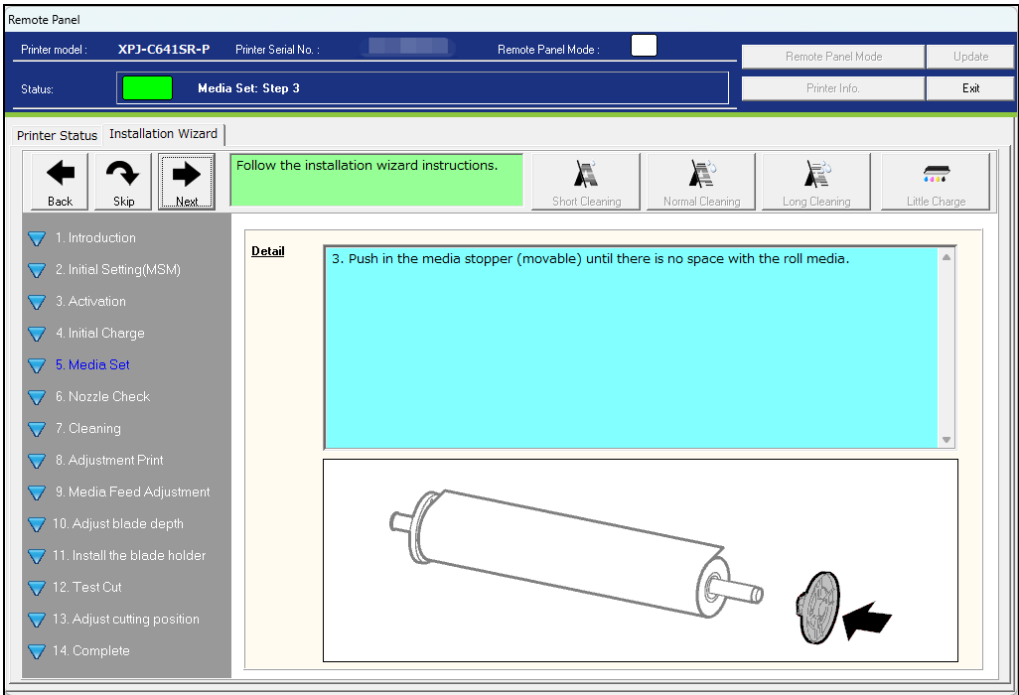 Remote Panel
Printer model : XPJ-C641SR-P Printer Serial No. : Remote Panel Mode :
Remote Panel Mode Update
Status: Media Set: Step 3
Printer Info. Exit
Printer Status Installation Wizard
Back Skip Next
Follow the installation wizard instructions.
Short Cleaning Normal Cleaning Long Cleaning Little Charge
1. Introduction
2. Initial Setting(MSM)
3. Activation
4. Initial Charge
5. Media Set
6. Nozzle Check
7. Cleaning
8. Adjustment Print
9. Media Feed Adjustment
10. Adjust blade depth
11. Install the blade holder
12. Test Cut
13. Adjust cutting position
14. Complete
Detail
3. Push in the media stopper (movable) until there is no space with the roll media.